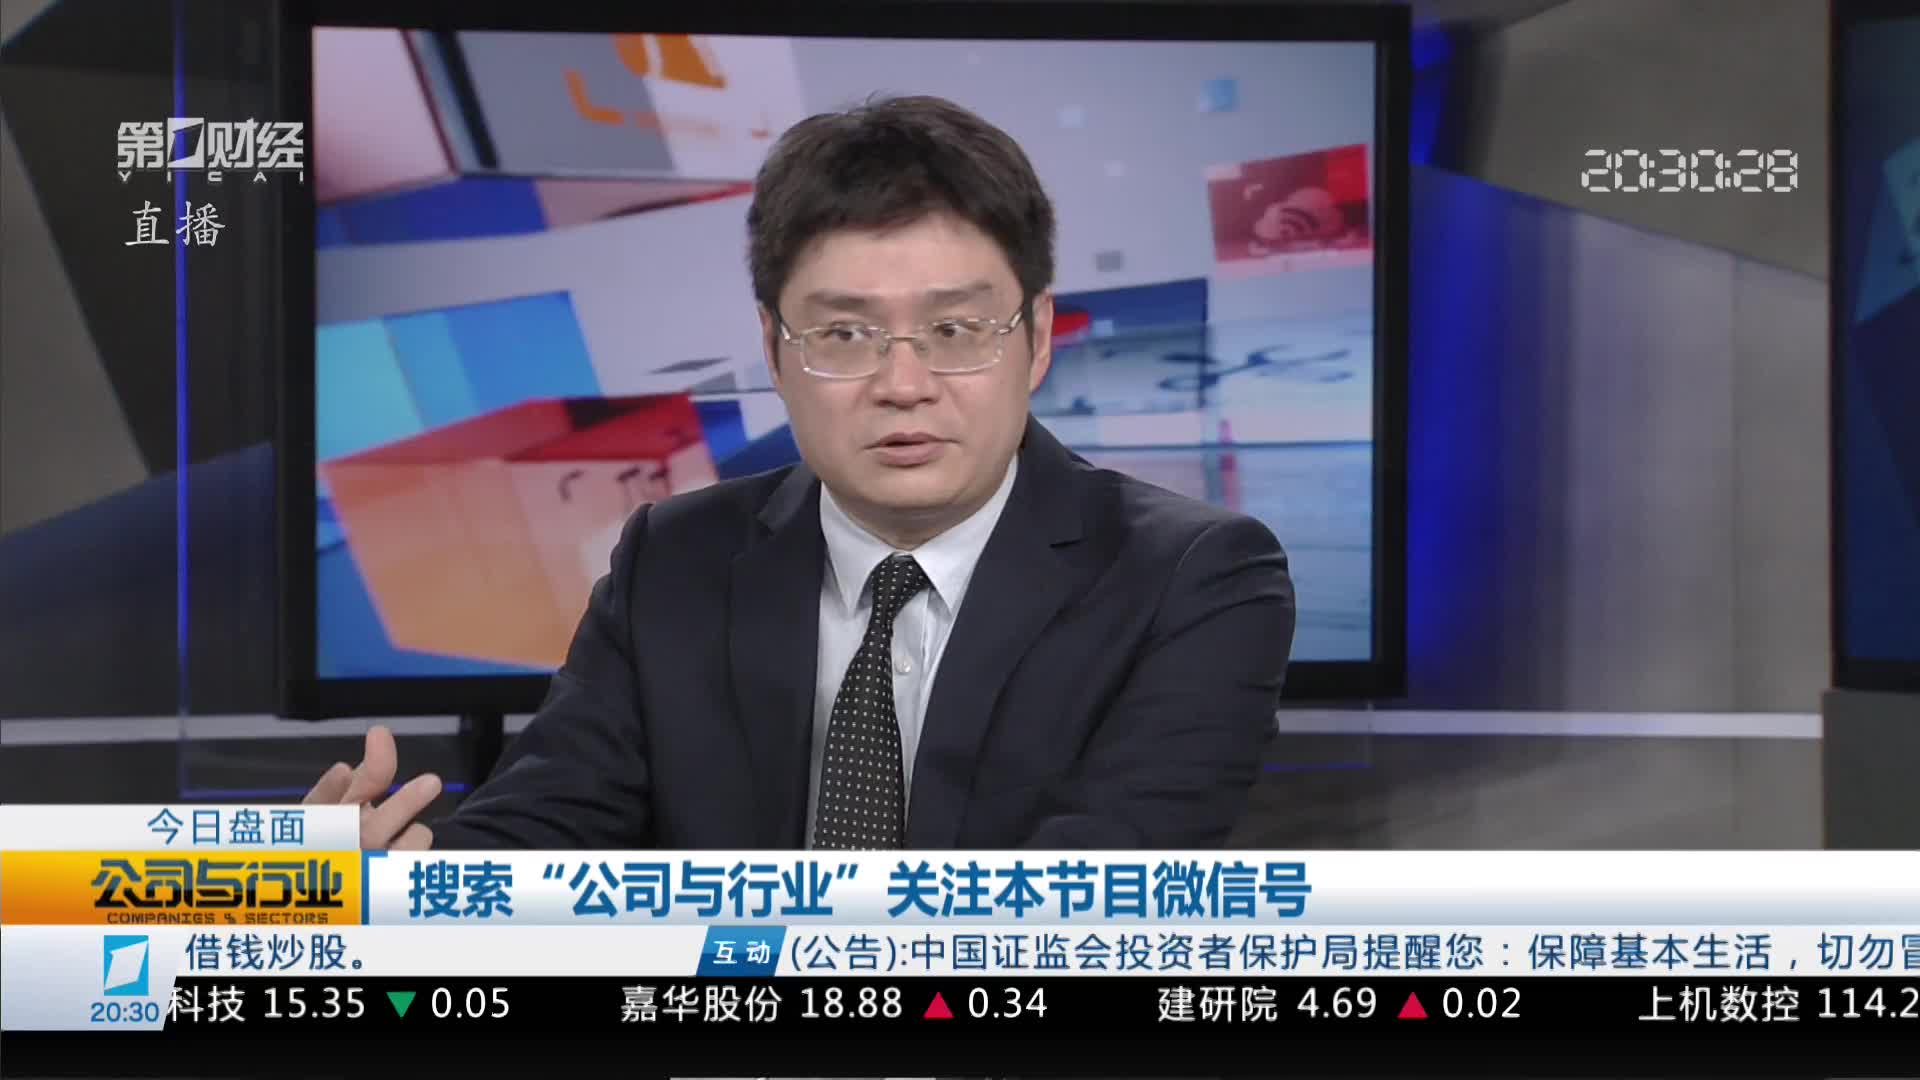 第1财经
YICAI
直播
20:30:28
今日盘面
公司与行业
COMPANIES & SECTORS
搜索“公司与行业”关注本节目微信号
借钱炒股。 互动 (公告):中国证监会投资者保护局提醒您：保障基本生活，切勿冒
20:30
科技 15.35 ▼ 0.05 嘉华股份 18.88 ▲ 0.34 建研院 4.69 ▲ 0.02 上机数控 114.2